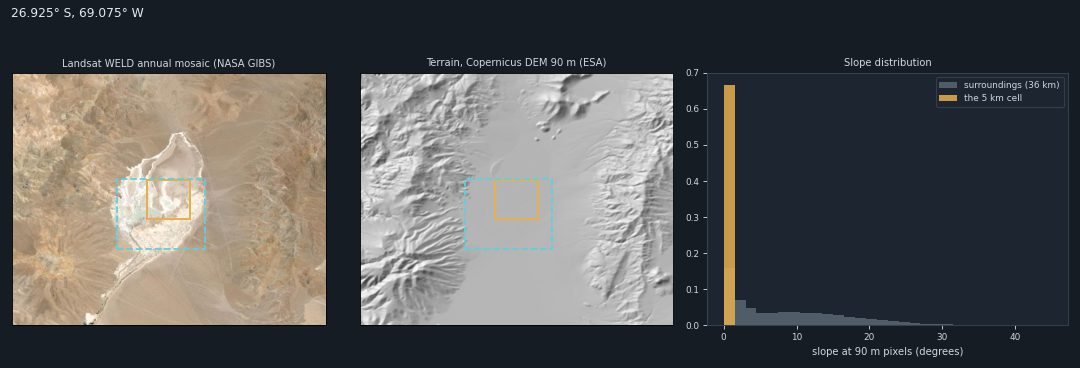 26.925° S, 69.075° W
Landsat WELD annual mosaic (NASA GIBS)
Terrain, Copernicus DEM 90 m (ESA)
Slope distribution
0.7
0.6
0.5
0.4
0.3
0.2
0.1
0.0
surroundings (36 km)
the 5 km cell
0 10 20 30 40
slope at 90 m pixels (degrees)